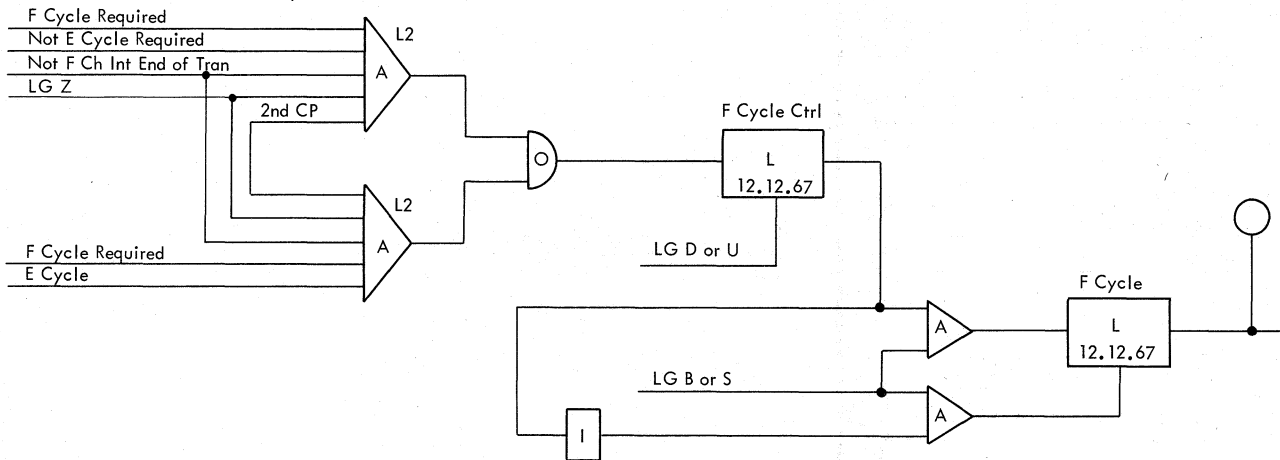 F Cycle Required
Not E Cycle Required
Not F Ch Int End of Tran
LG Z
2nd CP
L2
A
L2
A
F Cycle Required
E Cycle
O
F Cycle Ctrl
L
12.12.67
LG D or U
LG B or S
I
A
A
F Cycle
L
12.12.67